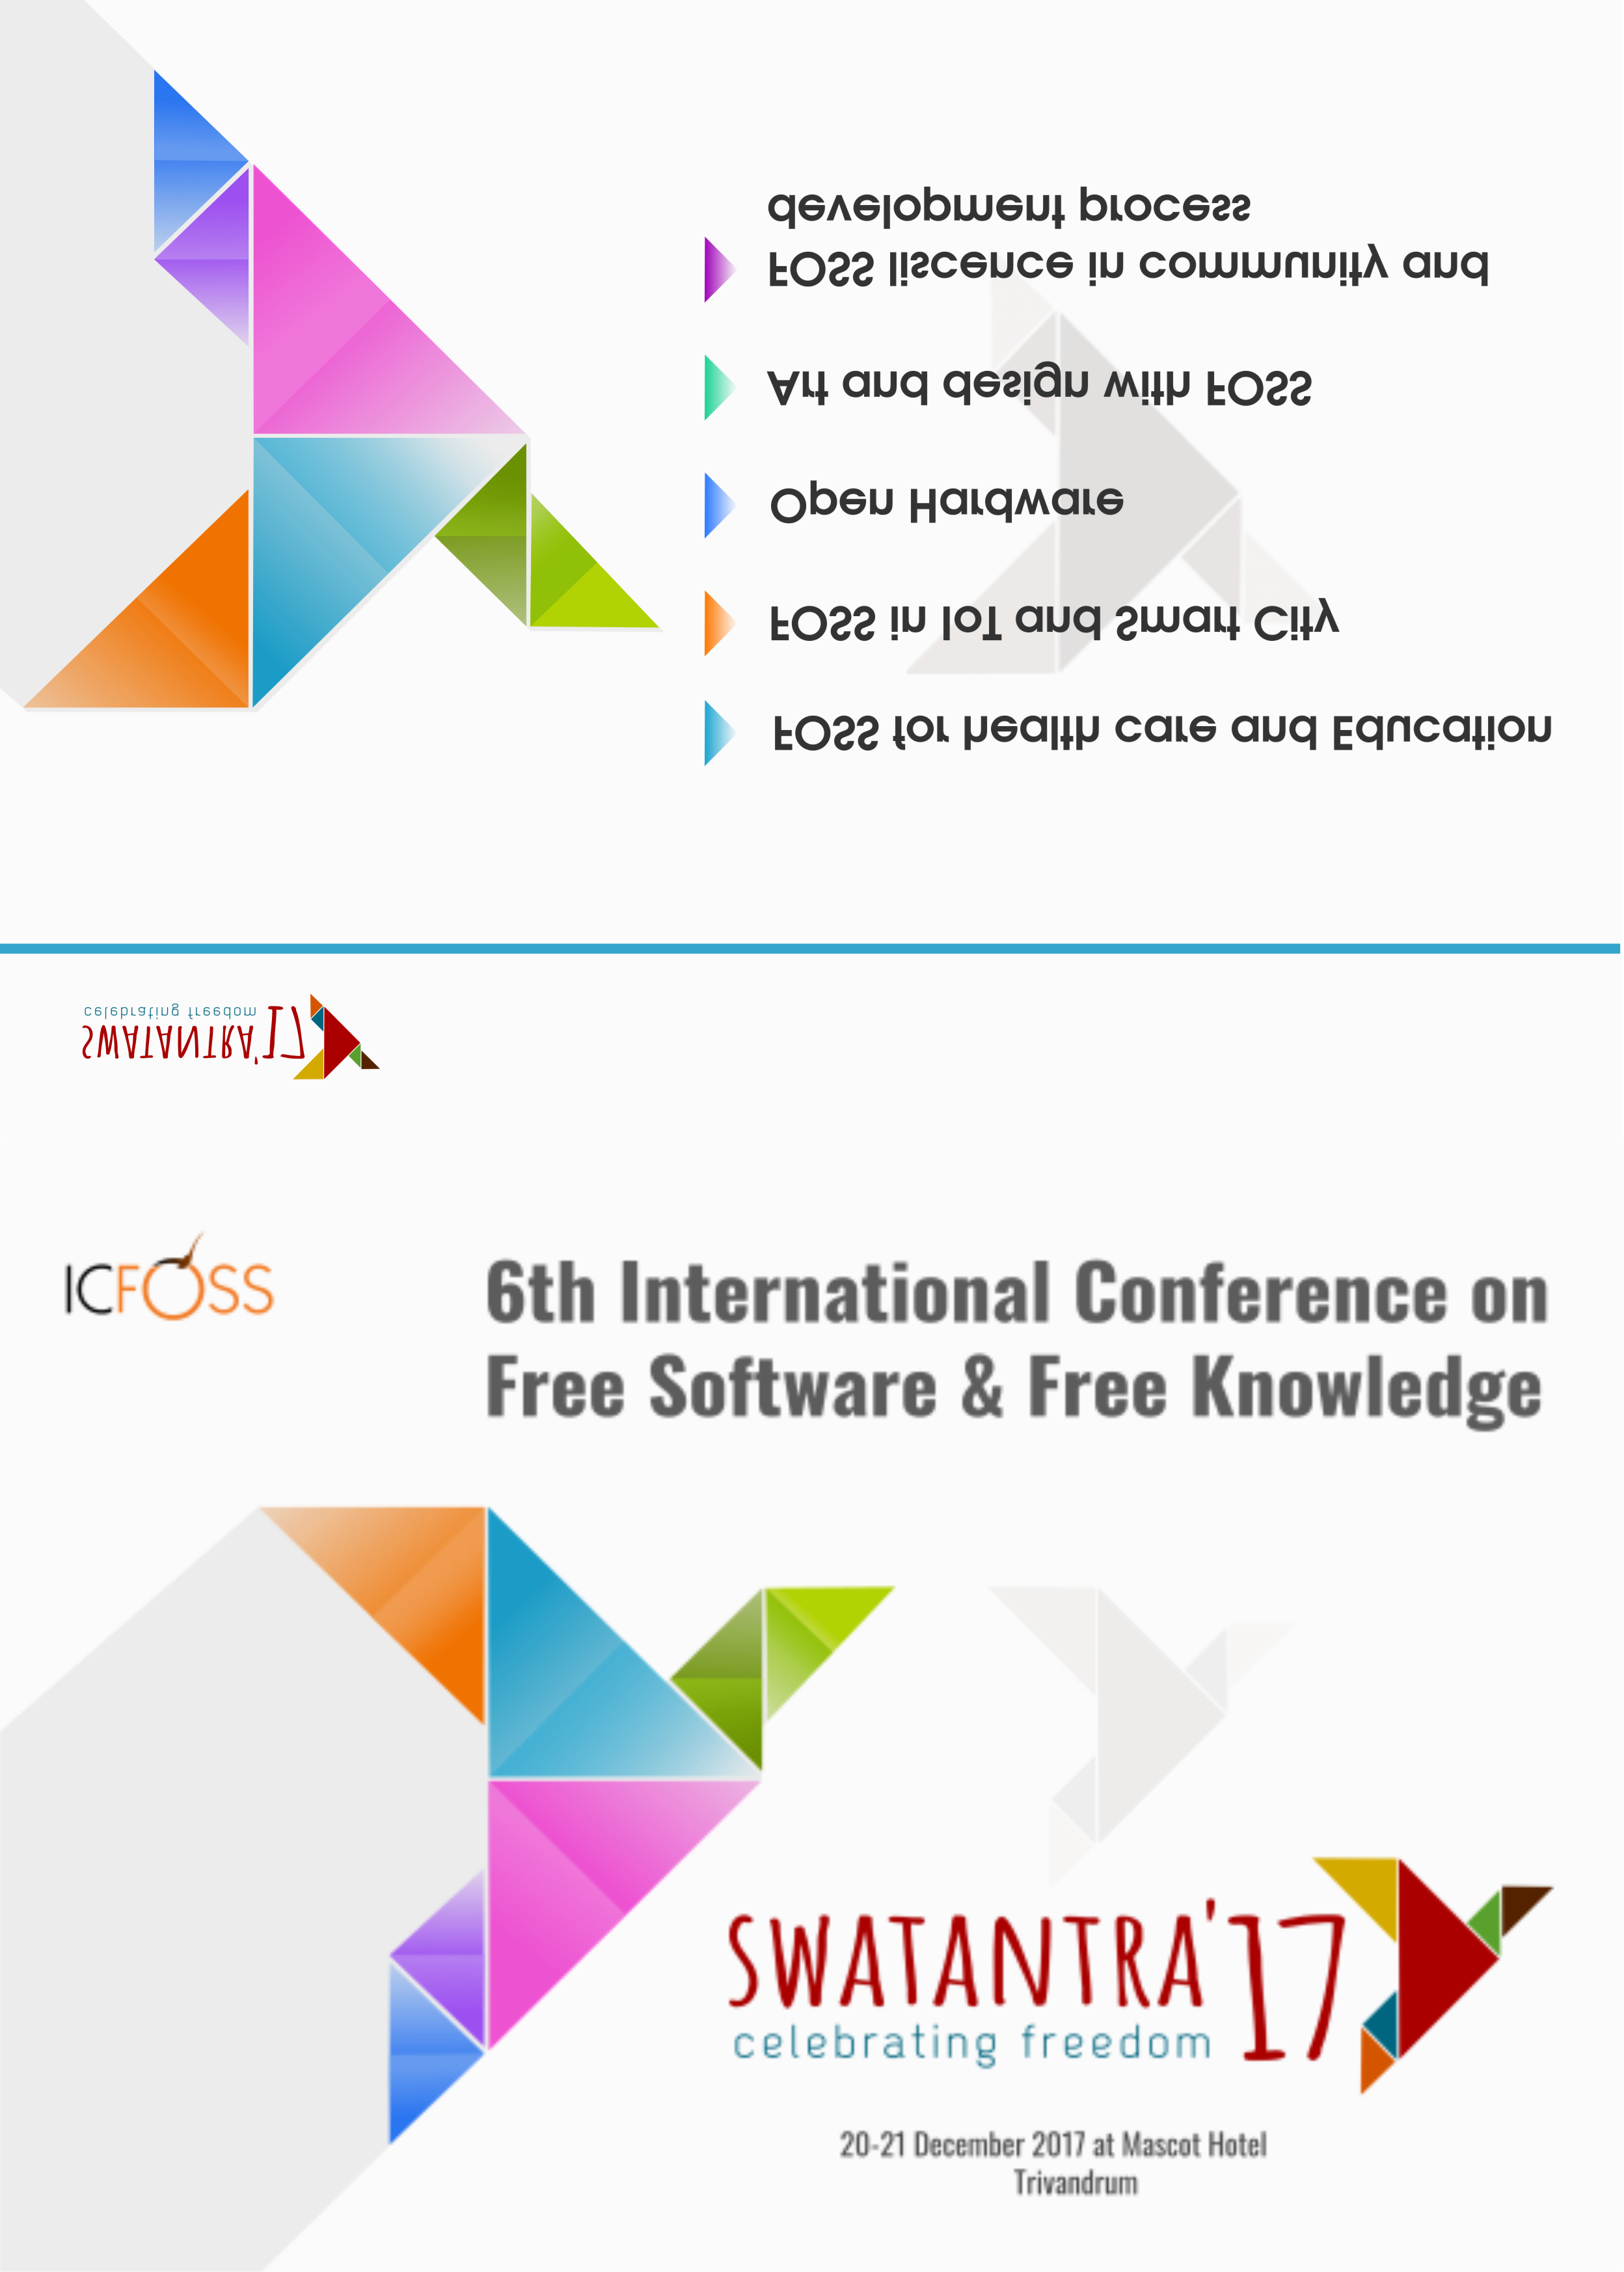 SWATANTRA'17
celebrating freedom
FOSS for health care and Education
FOSS in IoT and Smart City
Open Hardware
Art and design with FOSS
FOSS liscence in community and
development process
ICFOSS
6th International Conference on
Free Software & Free Knowledge
SWATANTRA'17
celebrating freedom
20-21 December 2017 at Mascot Hotel
Trivandrum